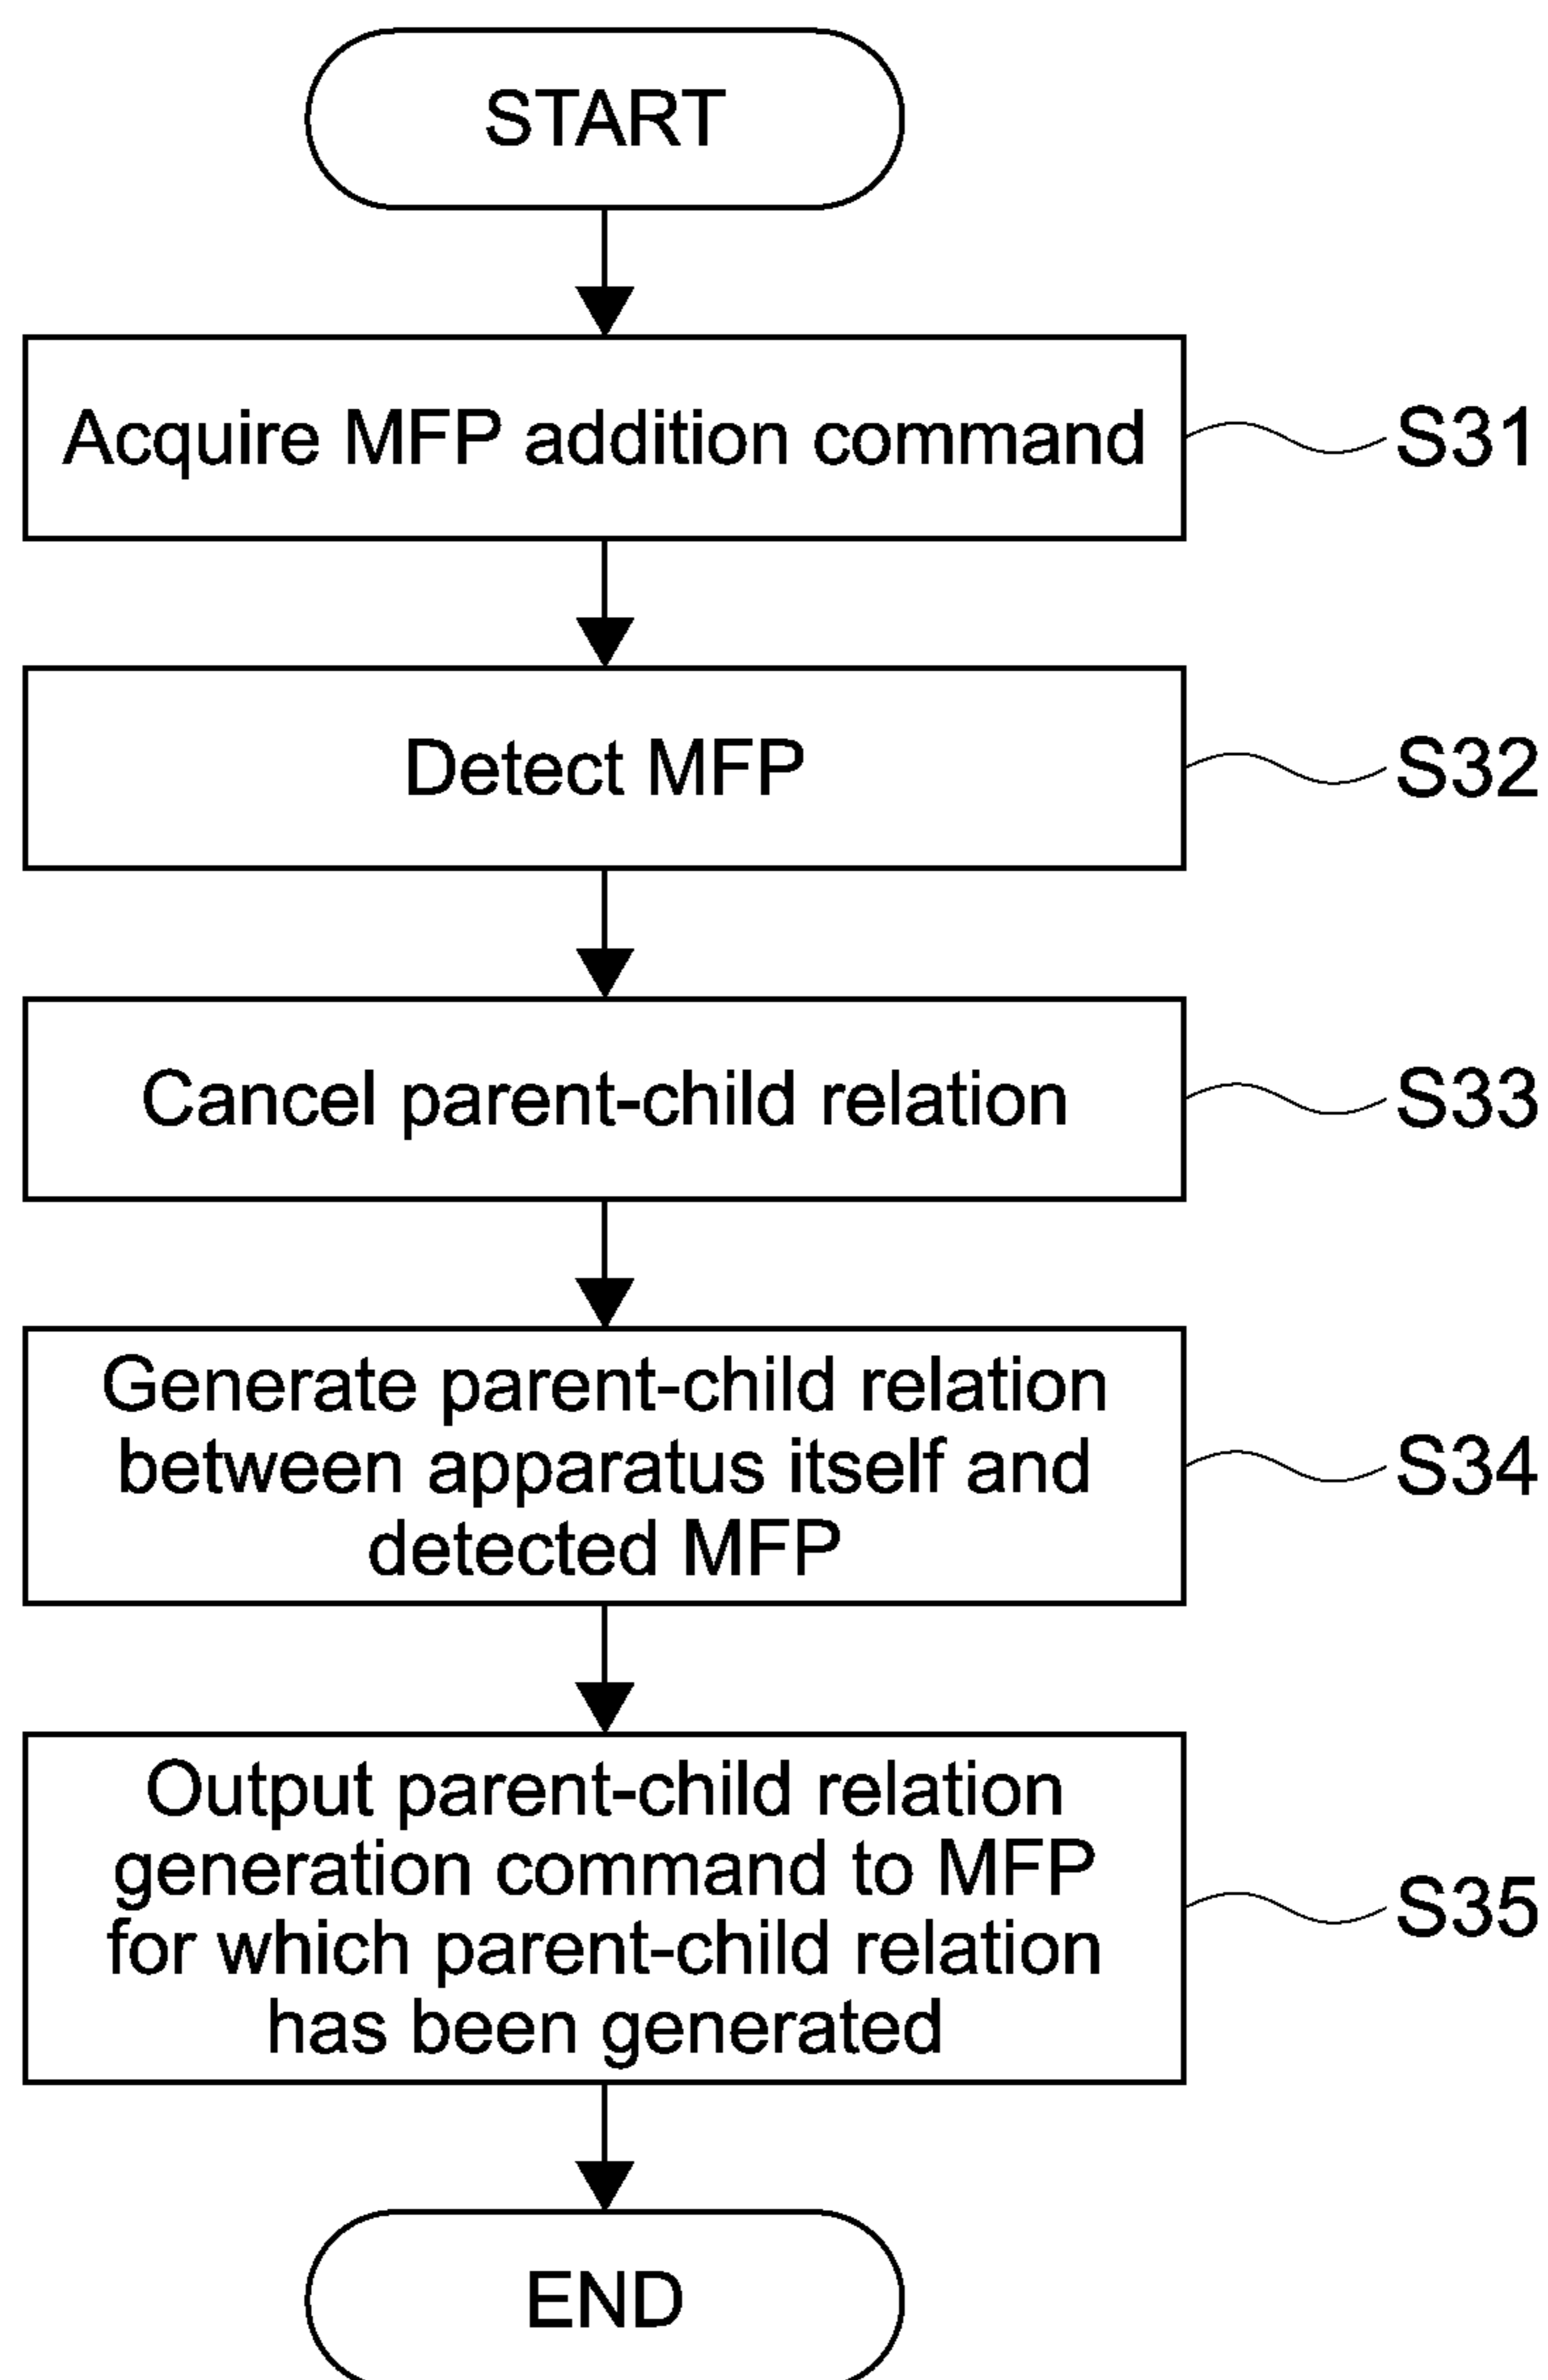 START
Acquire MFP addition command
S31
Detect MFP
S32
Cancel parent-child relation
S33
Generate parent-child relation
between apparatus itself and
detected MFP
S34
Output parent-child relation
generation command to MFP
for which parent-child relation
has been generated
S35
END